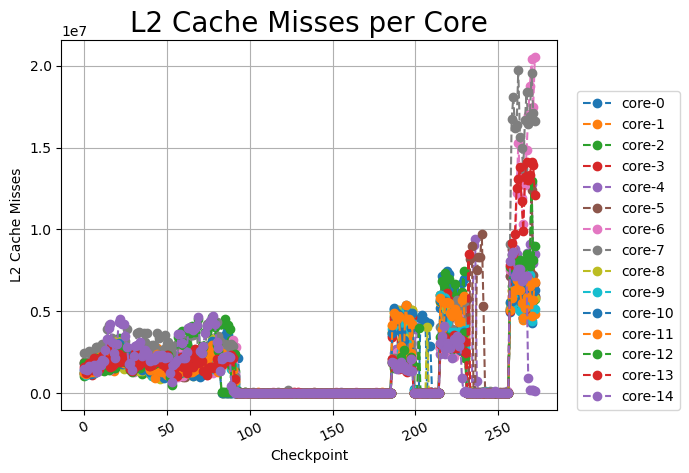 L2 Cache Misses per Core
1e7
2.0
1.5
1.0
0.5
0.0
L2 Cache Misses
0
50
100
150
200
250
Checkpoint
core-0
core-1
core-2
core-3
core-4
core-5
core-6
core-7
core-8
core-9
core-10
core-11
core-12
core-13
core-14